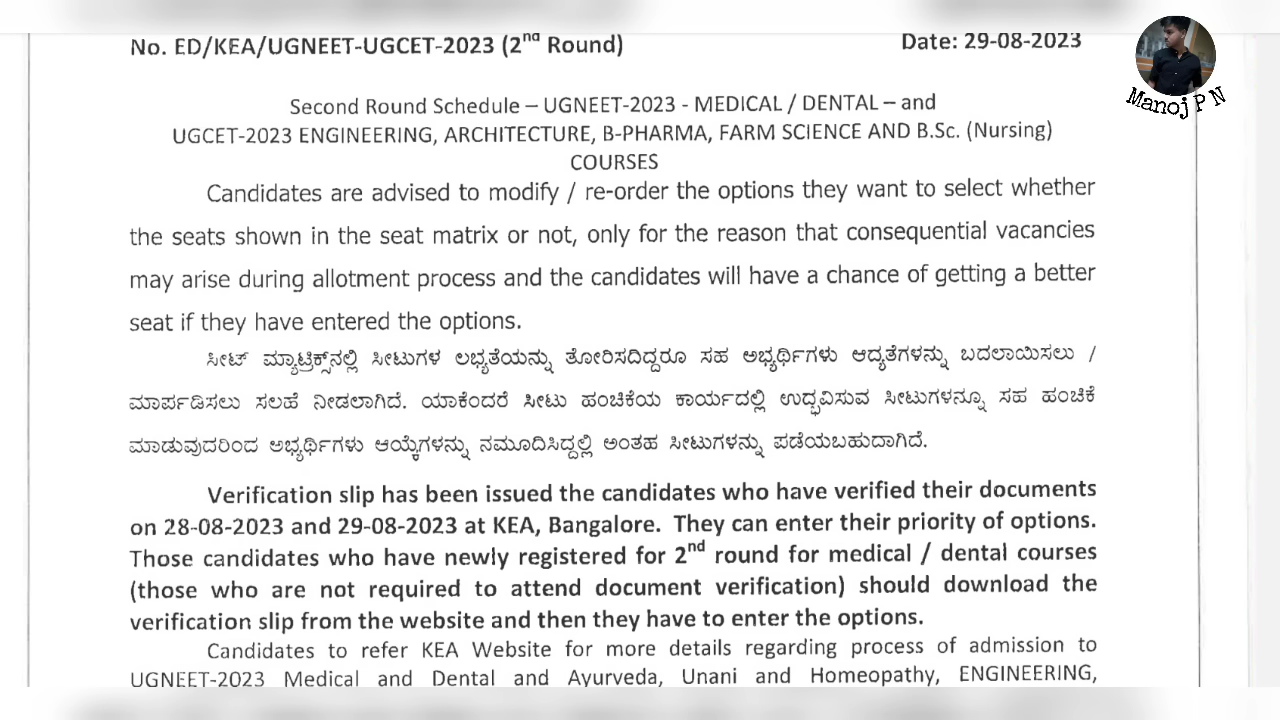 No. ED/KEA/UGNEET-UGCET-2023 (2nd Round) Date: 29-08-2023
Manoj P N
Second Round Schedule – UGNEET-2023 - MEDICAL / DENTAL – and
UGCET-2023 ENGINEERING, ARCHITECTURE, B-PHARMA, FARM SCIENCE AND B.Sc. (Nursing)
COURSES
Candidates are advised to modify / re-order the options they want to select whether
the seats shown in the seat matrix or not, only for the reason that consequential vacancies
may arise during allotment process and the candidates will have a chance of getting a better
seat if they have entered the options.
ಸೀಟ್ ಮ್ಯಾಟ್ರಿಕ್ಸ್‌ನಲ್ಲಿ ಸೀಟುಗಳ ಲಭ್ಯತೆಯನ್ನು ತೋರಿಸದಿದ್ದರೂ ಸಹ ಅಭ್ಯರ್ಥಿಗಳು ಆದ್ಯತೆಗಳನ್ನು ಬದಲಾಯಿಸಲು /
ಮಾರ್ಪಡಿಸಲು ಸಲಹೆ ನೀಡಲಾಗಿದೆ. ಯಾಕೆಂದರೆ ಸೀಟು ಹಂಚಿಕೆಯ ಕಾರ್ಯದಲ್ಲಿ ಉದ್ಭವಿಸುವ ಸೀಟುಗಳನ್ನೂ ಸಹ ಹಂಚಿಕೆ
ಮಾಡುವುದರಿಂದ ಅಭ್ಯರ್ಥಿಗಳು ಆಯ್ಕೆಗಳನ್ನು ನಮೂದಿಸಿದ್ದಲ್ಲಿ ಅಂತಹ ಸೀಟುಗಳನ್ನು ಪಡೆಯಬಹುದಾಗಿದೆ.
Verification slip has been issued the candidates who have verified their documents
on 28-08-2023 and 29-08-2023 at KEA, Bangalore. They can enter their priority of options.
Those candidates who have newly registered for 2nd round for medical / dental courses
(those who are not required to attend document verification) should download the
verification slip from the website and then they have to enter the options.
Candidates to refer KEA Website for more details regarding process of admission to
UGNEET-2023 Medical and Dental and Ayurveda, Unani and Homeopathy, ENGINEERING,